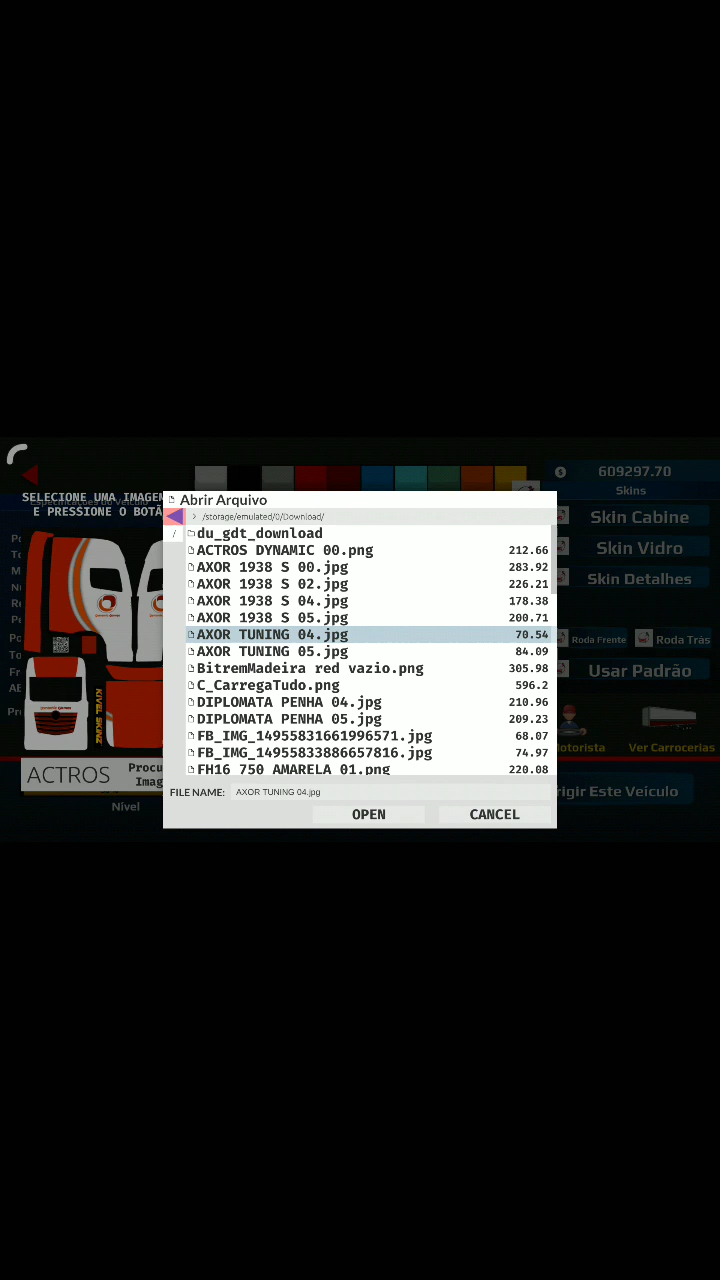 609297.70
Skins
SELECIONE UMA IMAGEM
E PRESSIONE O BOTÃ
Abrir Arquivo
> /storage/emulated/0/Download/
/
du_gdt_download
ACTROS DYNAMIC 00.png 212.66
AXOR 1938 S 00.jpg 283.92
AXOR 1938 S 02.jpg 226.21
AXOR 1938 S 04.jpg 178.38
AXOR 1938 S 05.jpg 200.71
AXOR TUNING 04.jpg 70.54
AXOR TUNING 05.jpg 84.09
BitremMadeira red vazio.png 305.98
C_CarregaTudo.png 596.2
DIPLOMATA PENHA 04.jpg 210.96
DIPLOMATA PENHA 05.jpg 209.23
FB_IMG_14955831661996571.jpg 68.07
FB_IMG_14955833886657816.jpg 74.97
FH16 750 AMARELA 01.png 220.08
FILE NAME: AXOR TUNING 04.jpg
OPEN CANCEL
Skin Cabine
Skin Vidro
Skin Detalhes
Roda Frente Roda Trás
Usar Padrão
otorista Ver Carrocerias
rigir Este Veículo
KIVEL SKINZ
ACTROS
Procu
Imag
Nível